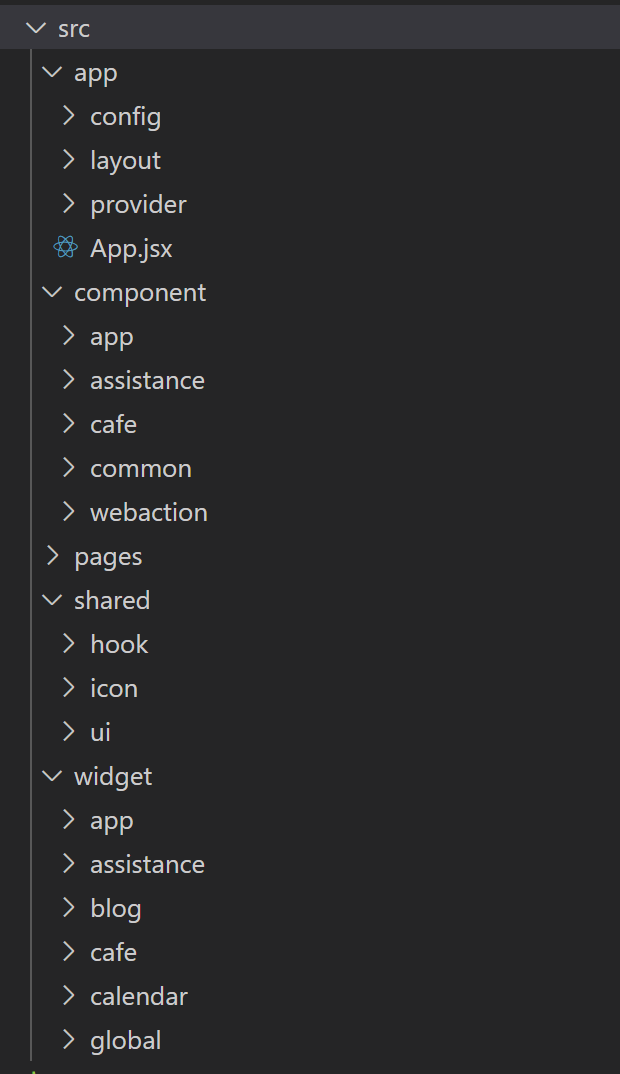 src
app
config
layout
provider
App.jsx
component
app
assistance
cafe
common
webaction
pages
shared
hook
icon
ui
widget
app
assistance
blog
cafe
calendar
global